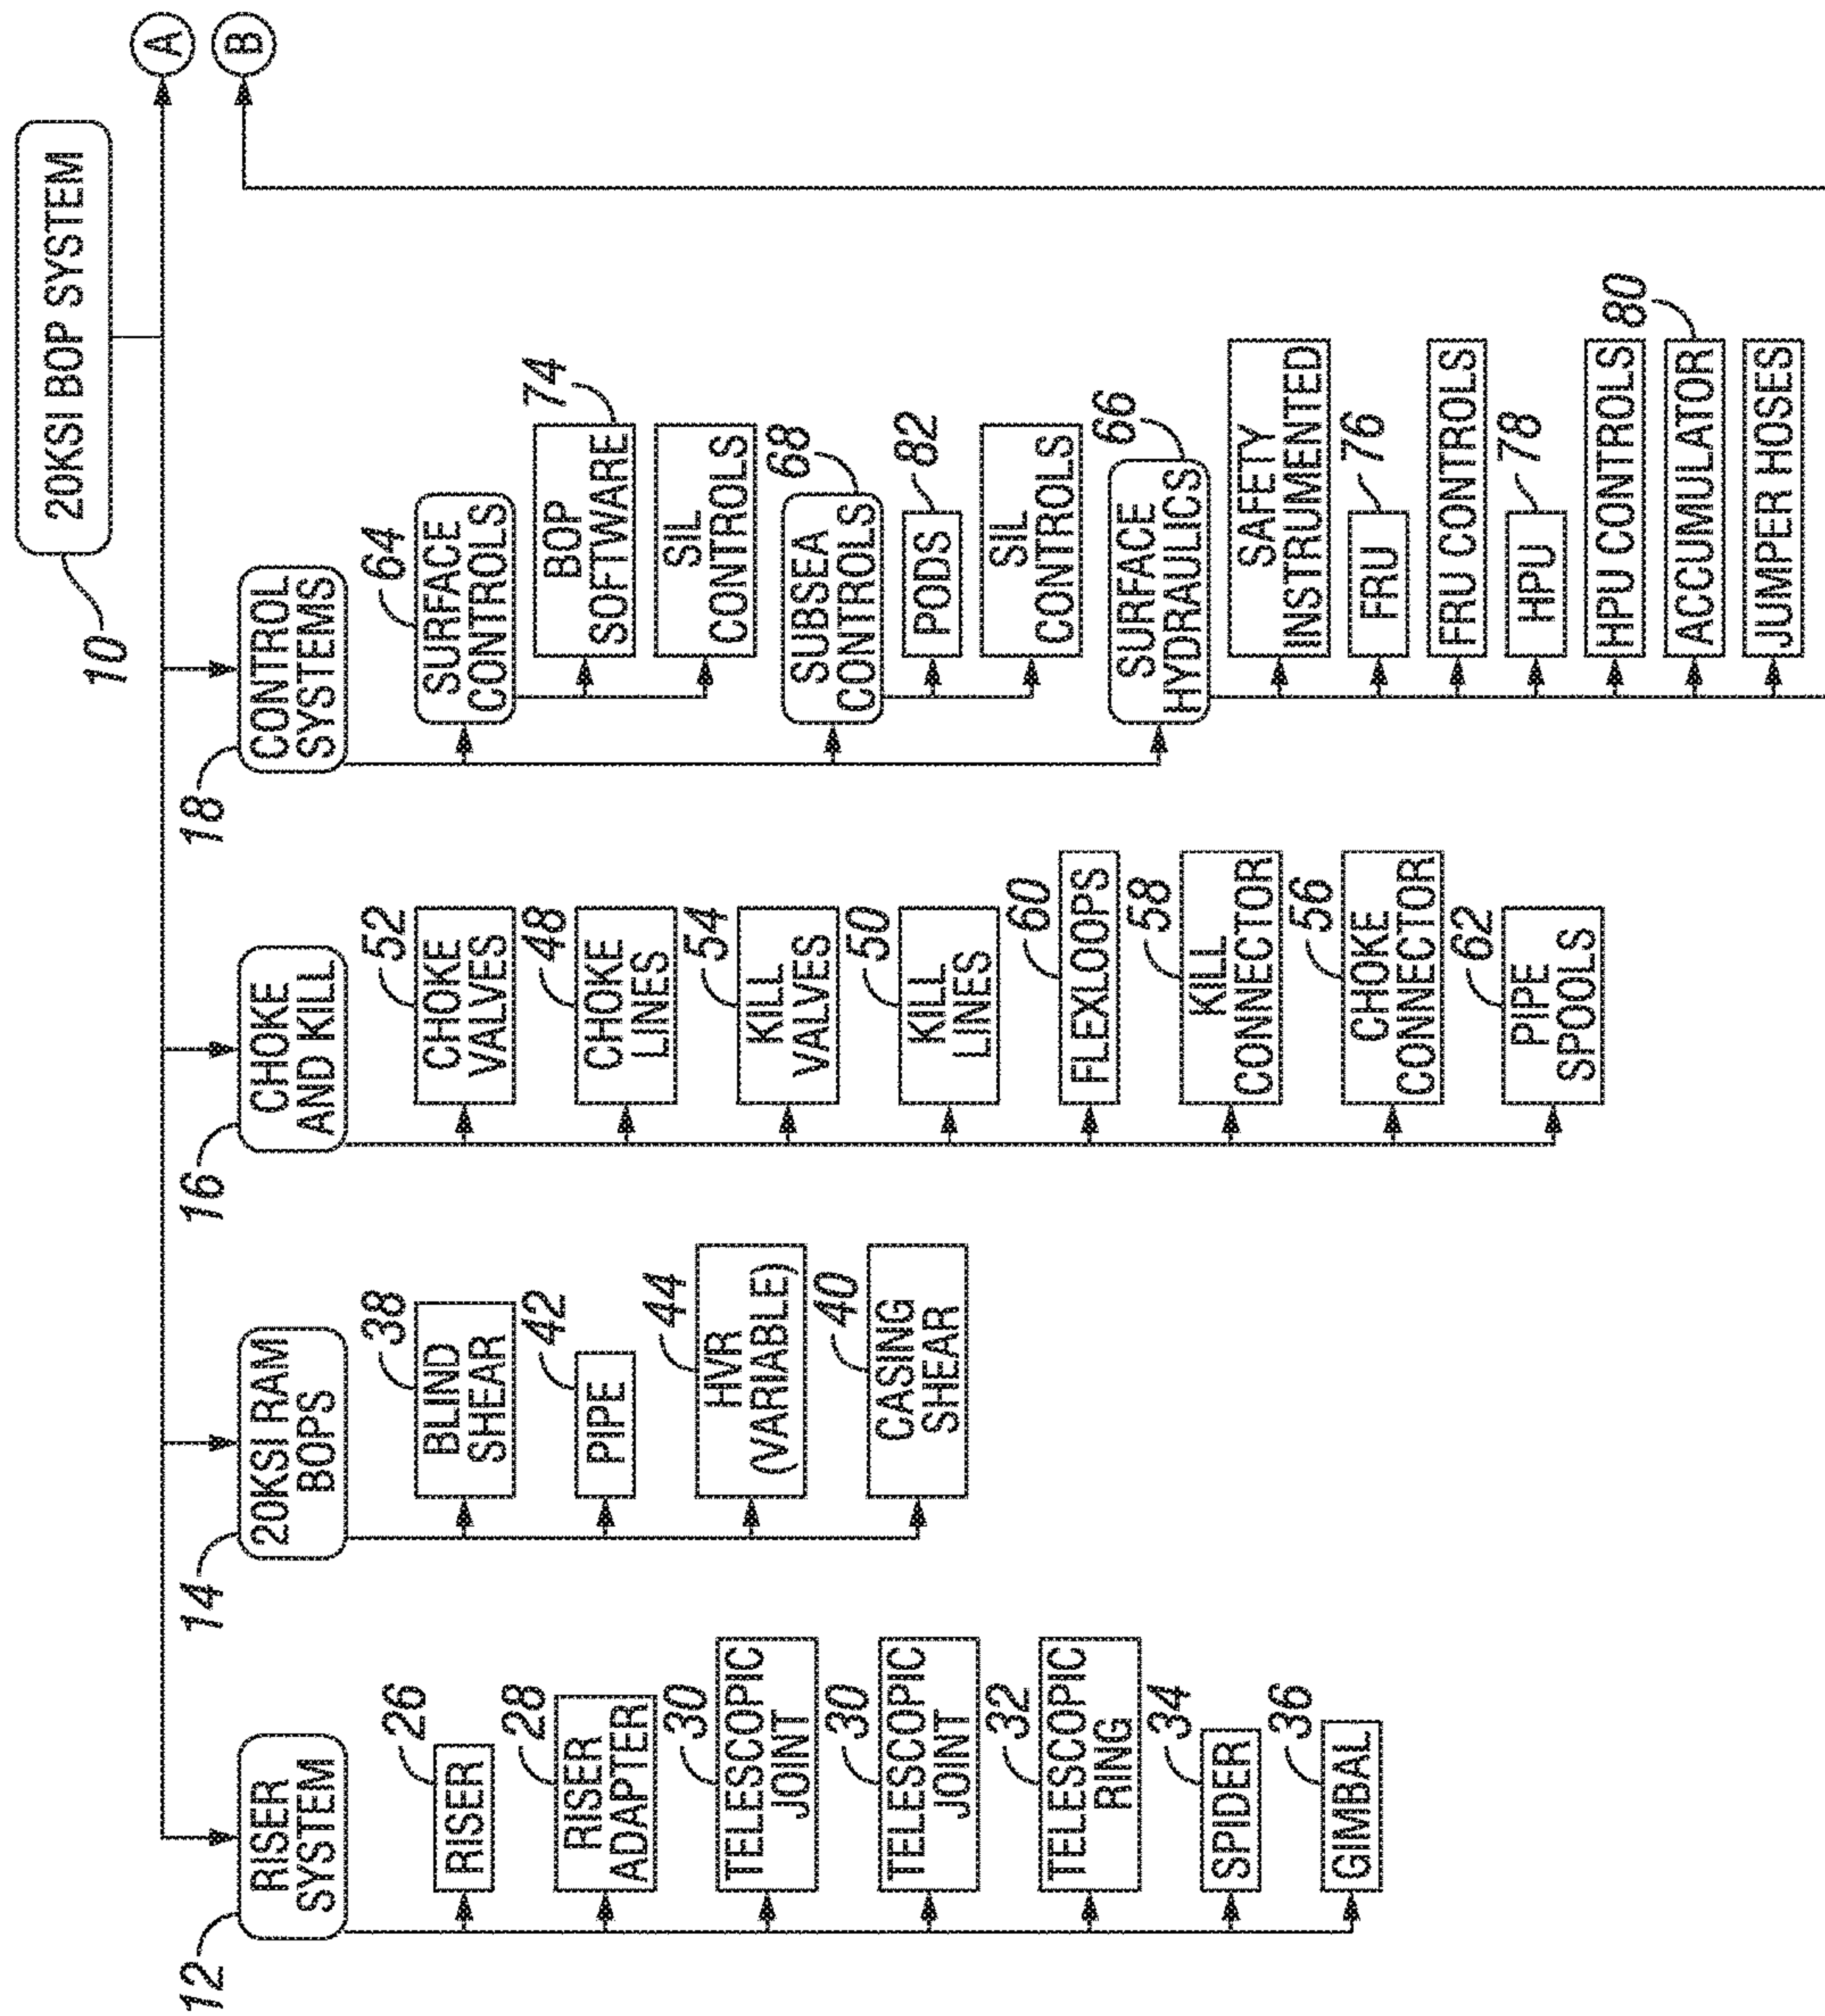 20KSI BOP SYSTEM
10
A
B
12
RISER
SYSTEM
26
RISER
28
RISER
ADAPTER
30
TELESCOPIC
JOINT
30
TELESCOPIC
JOINT
32
TELESCOPIC
RING
34
SPIDER
36
GIMBAL
14
20KSI RAM
BOPS
38
BLIND
SHEAR
42
PIPE
44
HVR
(VARIABLE)
40
CASING
SHEAR
16
CHOKE
AND KILL
52
CHOKE
VALVES
48
CHOKE
LINES
54
KILL
VALVES
50
KILL
LINES
60
FLEXLOOPS
58
KILL
CONNECTOR
56
CHOKE
CONNECTOR
62
PIPE
SPOOLS
18
CONTROL
SYSTEMS
64
SURFACE
CONTROLS
74
BOP
SOFTWARE
SIL
CONTROLS
68
SUBSEA
CONTROLS
82
PODS
SIL
CONTROLS
66
SURFACE
HYDRAULICS
SAFETY
INSTRUMENTED
76
FRU
FRU CONTROLS
78
HPU
HPU CONTROLS
80
ACCUMULATOR
JUMPER HOSES